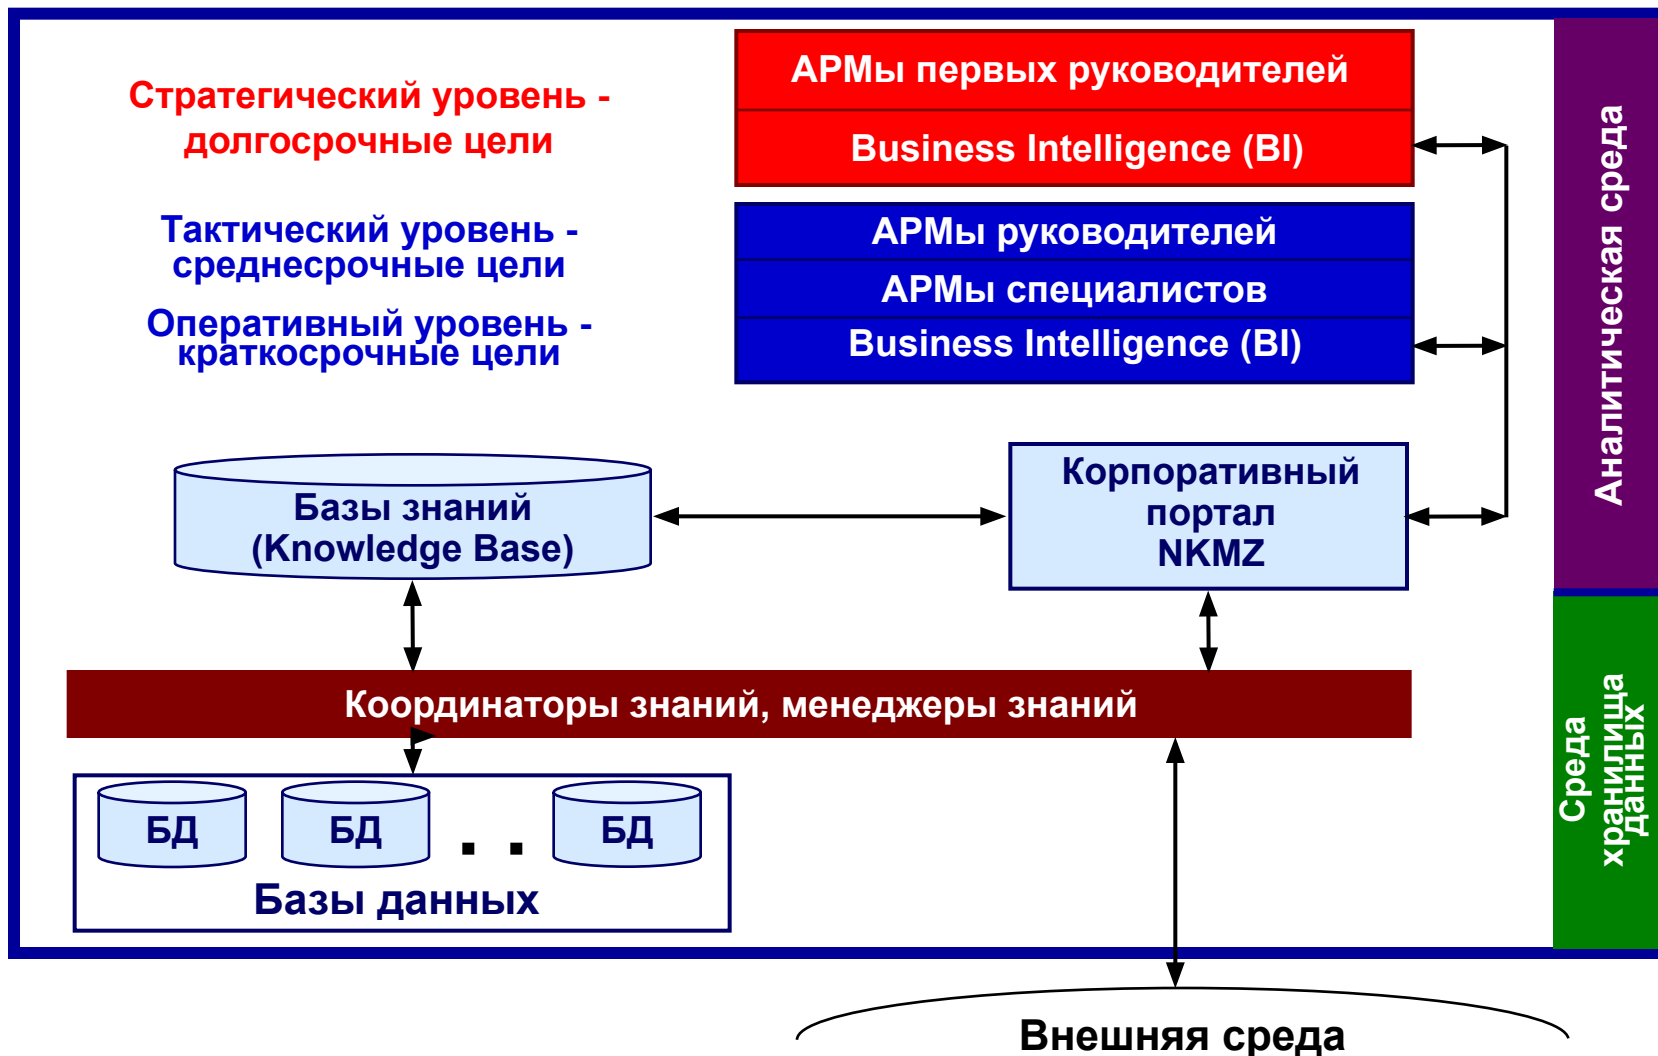 АРМы первых руководителей
Стратегический уровень -
долгосрочные цели
Business Intelligence (BI)
Тактический уровень -
среднесрочные цели
АРМы руководителей
АРМы специалистов
Оперативный уровень -
краткосрочные цели
Business Intelligence (BI)
Аналитическая среда
Базы знаний
(Knowledge Base)
Корпоративный
портал
NKMZ
Координаторы знаний, менеджеры знаний
Среда
хранилища
данных
БД
БД
. .
БД
Базы данных
Внешняя среда